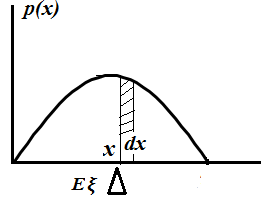 p(x)
x dx
Eξ